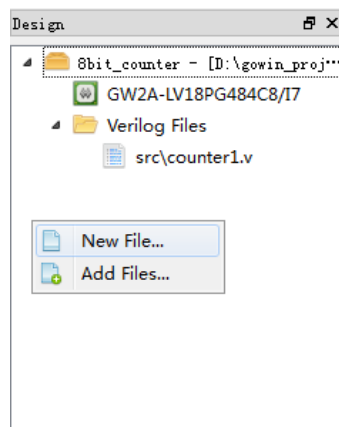 Design
8bit_counter - [D:\gowin_proj...
GW2A-LV18PG484C8/I7
Verilog Files
src\counter1.v
New File...
Add Files...